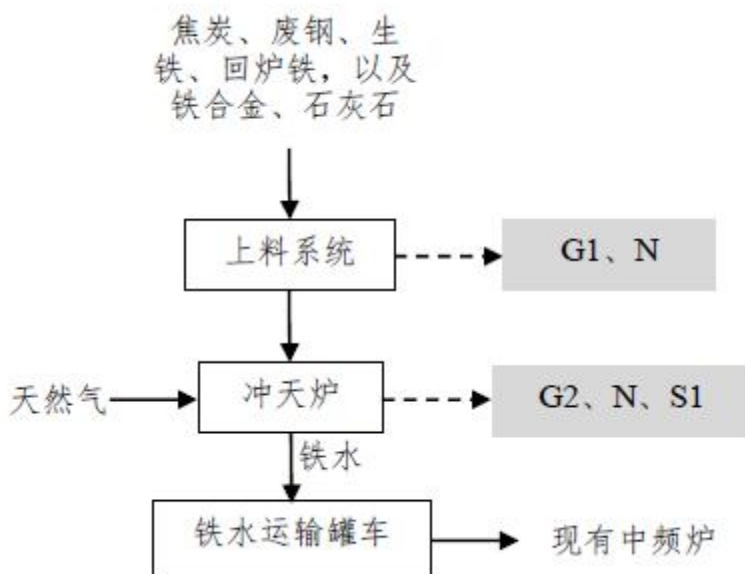 焦炭、废钢、生
铁、回炉铁，以及
铁合金、石灰石
上料系统
G1、N
天然气
冲天炉
G2、N、S1
铁水
铁水运输罐车
现有中频炉